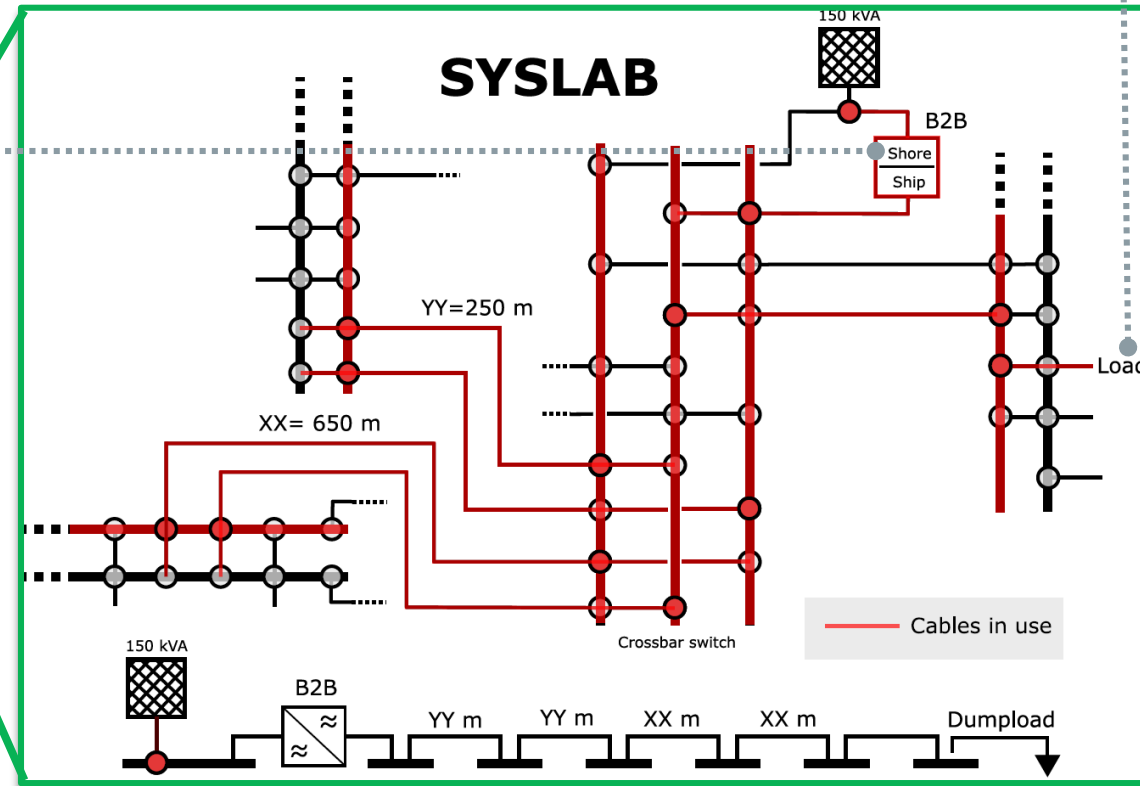 150 kVA
SYSLAB
B2B
Shore
Ship
YY=250 m
Load
XX= 650 m
Crossbar switch
Cables in use
150 kVA
B2B
≈
≈
YY m
YY m
XX m
XX m
Dumpload